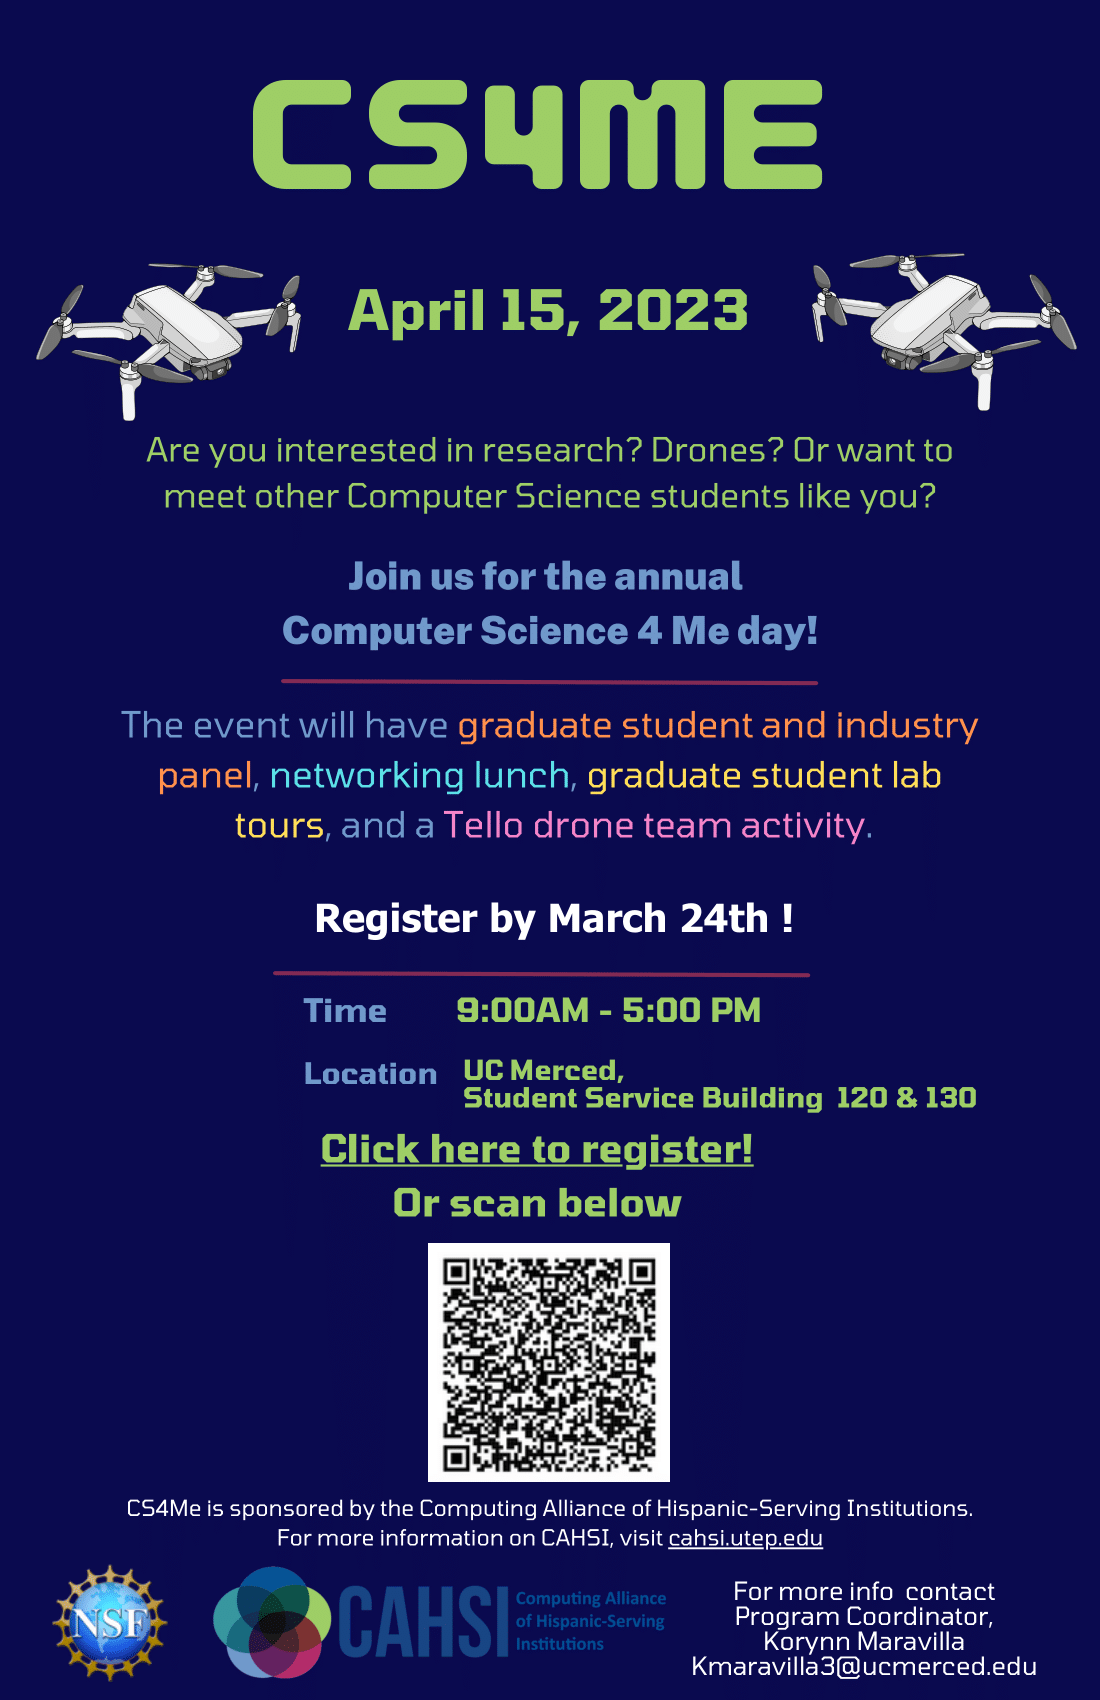 CS4ME
April 15, 2023
Are you interested in research? Drones? Or want to
meet other Computer Science students like you?
Join us for the annual
Computer Science 4 Me day!
The event will have graduate student and industry
panel, networking lunch, graduate student lab
tours, and a Tello drone team activity.
Register by March 24th !
Time 9:00AM - 5:00 PM
Location UC Merced,
Student Service Building 120 & 130
Click here to register!
Or scan below
CS4Me is sponsored by the Computing Alliance of Hispanic-Serving Institutions.
For more information on CAHSI, visit cahsi.utep.edu
NSF
CAHSI
Computing Alliance
of Hispanic-Serving
Institutions
For more info contact
Program Coordinator,
Korynn Maravilla
Kmaravilla3@ucmerced.edu